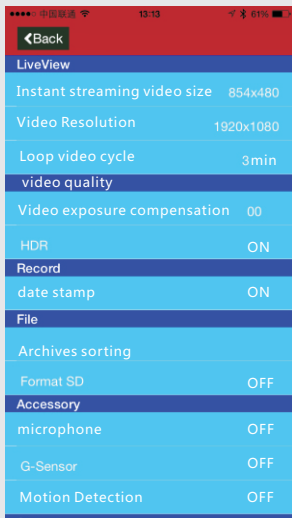 中国联通 13:13 61%
Back
LiveView
Instant streaming video size 854x480
Video Resolution 1920x1080
Loop video cycle 3min
video quality
Video exposure compensation 00
HDR ON
Record
date stamp ON
File
Archives sorting
Format SD OFF
Accessory
microphone OFF
G-Sensor OFF
Motion Detection OFF